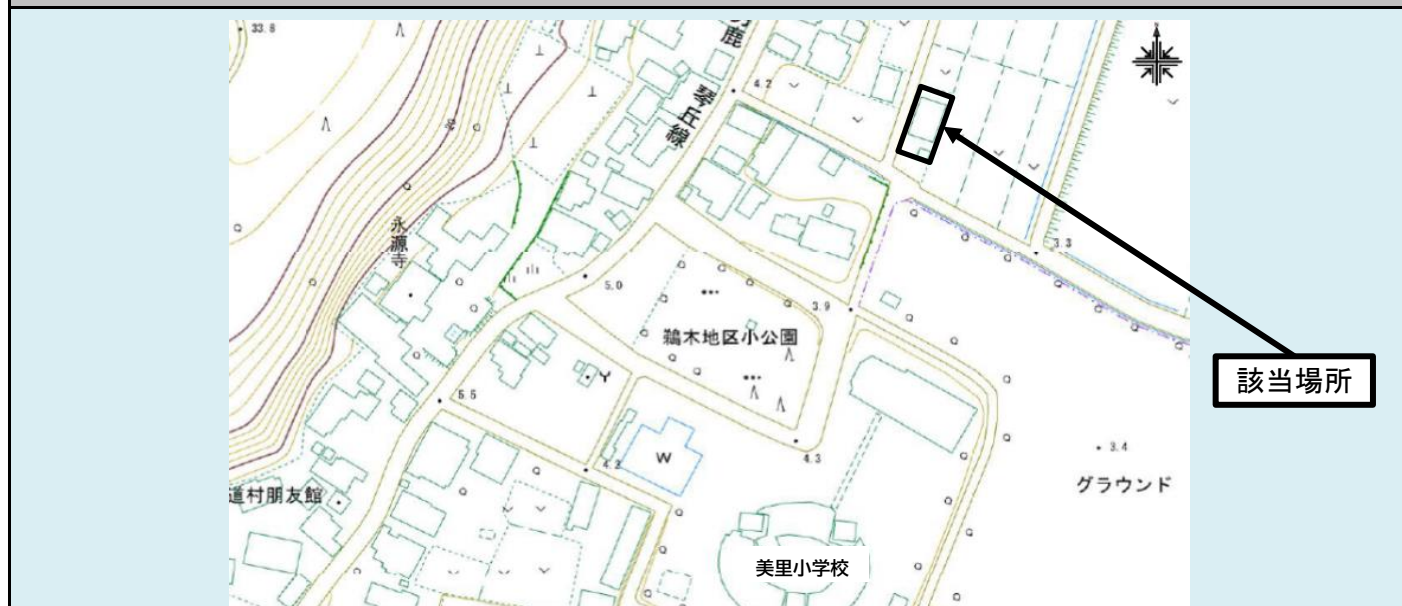 33.8
鹿
琴丘線
4.2
永源寺
3.3
5.0
3.9
鵜木地区小公園
該当場所
5.5
W
4.3
4.3
3.4
道村朋友館
グラウンド
美里小学校